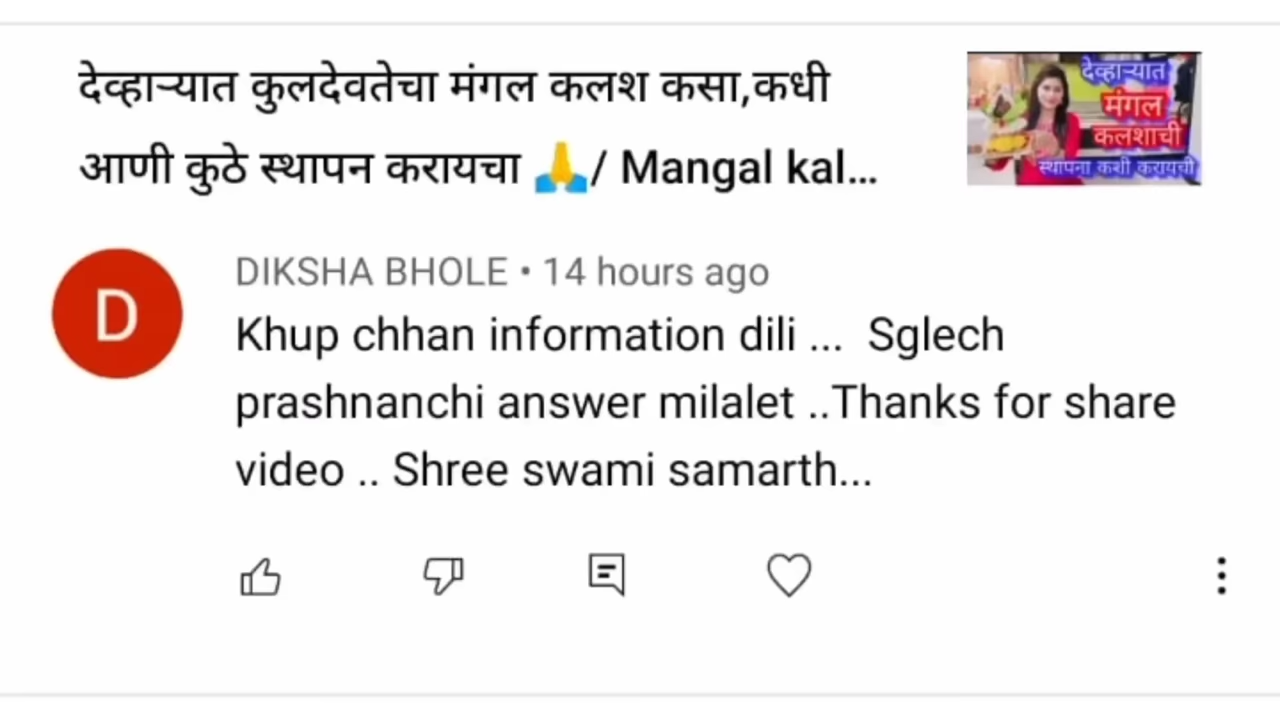 देव्हाऱ्यात कुलदेवतेचा मंगल कलश कसा,कधी
आणी कुठे स्थापन करायचा 🙏/ Mangal kal...
देव्हाऱ्यात
मंगल
कलशाची
स्थापना कशी करायची
D
DIKSHA BHOLE • 14 hours ago
Khup chhan information dili ... Sglech
prashnanchi answer milalet ..Thanks for share
video .. Shree swami samarth...